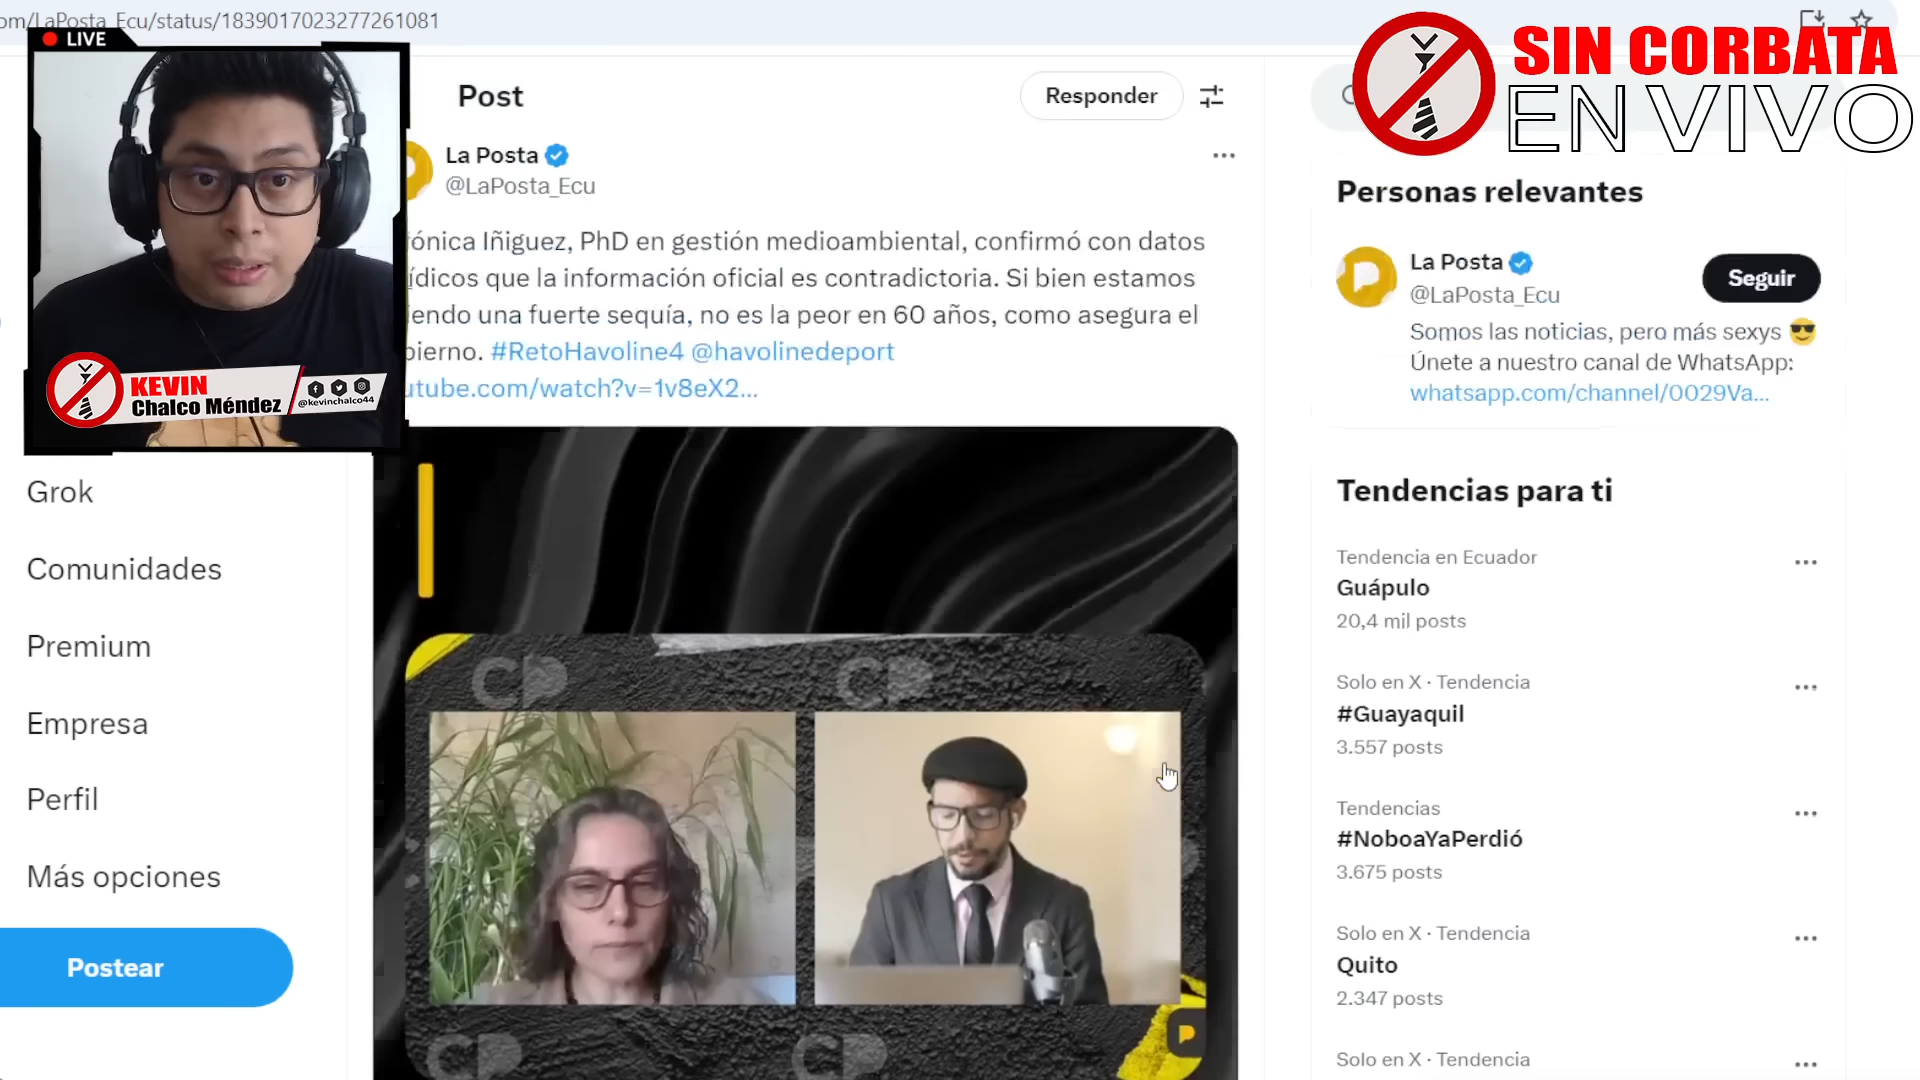 om/LaPosta_Ecu/status/1839017023277261081
LIVE
SIN CORBATA
EN VIVO
Post
Responder
La Posta
@LaPosta_Ecu
ónica Iñiguez, PhD en gestión medioambiental, confirmó con datos
ídicos que la información oficial es contradictoria. Si bien estamos
iendo una fuerte sequía, no es la peor en 60 años, como asegura el
bierno. #RetoHavoline4 @havolinedeport
utube.com/watch?v=1v8eX2...
KEVIN
Chalco Méndez
@kevinchalco44
Grok
Comunidades
Premium
Empresa
Perfil
Más opciones
Postear
CP
CP
CP
CP
Personas relevantes
La Posta
@LaPosta_Ecu
Seguir
Somos las noticias, pero más sexys 😎
Únete a nuestro canal de WhatsApp:
whatsapp.com/channel/0029Va...
Tendencias para ti
Tendencia en Ecuador
Guápulo
20,4 mil posts
Solo en X · Tendencia
#Guayaquil
3.557 posts
Tendencias
#NoboaYaPerdió
3.675 posts
Solo en X · Tendencia
Quito
2.347 posts
Solo en X · Tendencia